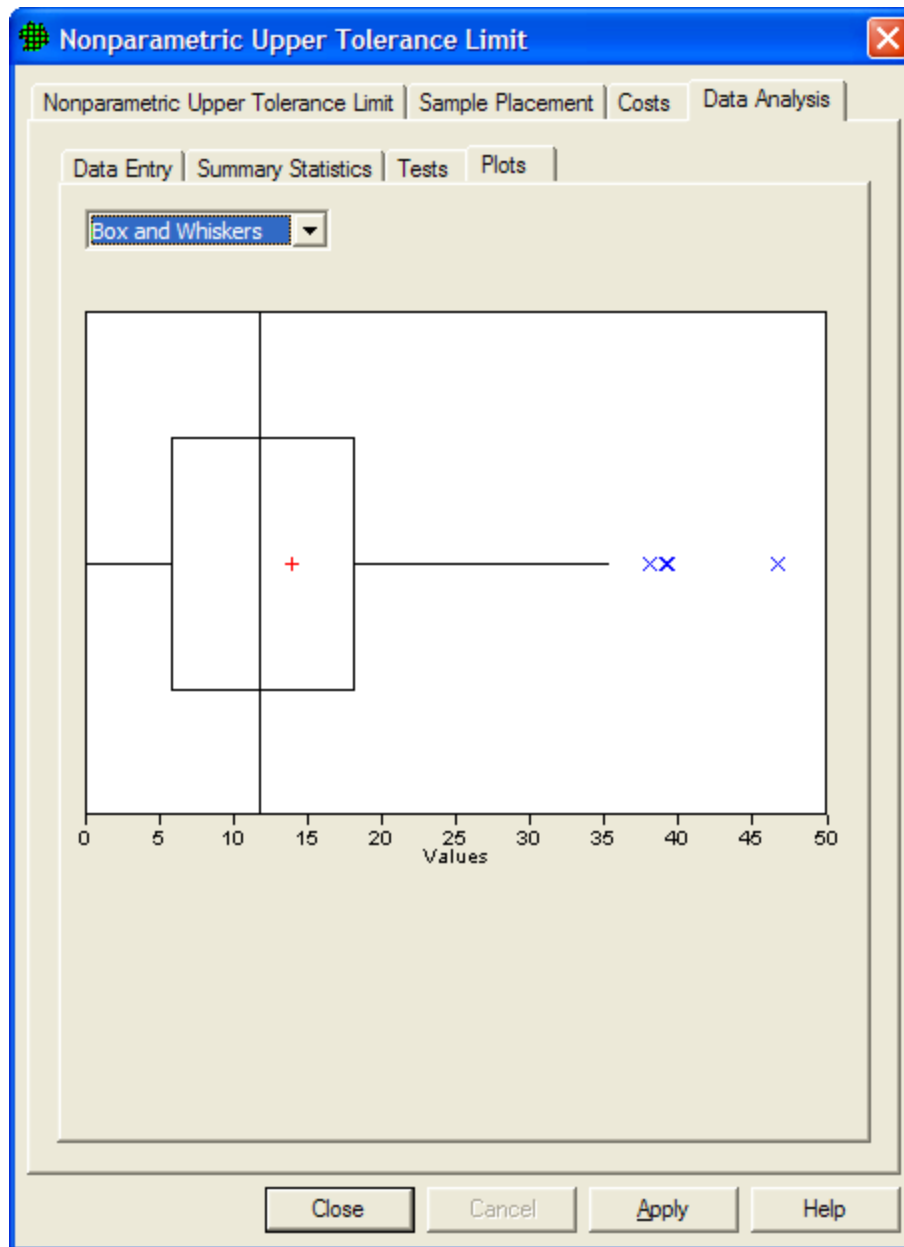 Nonparametric Upper Tolerance Limit
Nonparametric Upper Tolerance Limit Sample Placement Costs Data Analysis
Data Entry Summary Statistics Tests Plots
Box and Whiskers
0 5 10 15 20 25 30 35 40 45 50
Values
Close Cancel Apply Help